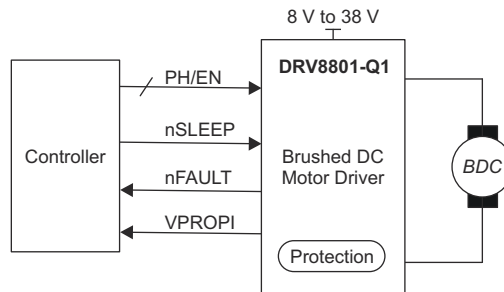 8 V to 38 V
DRV8801-Q1
PH/EN
nSLEEP
Controller
Brushed DC
Motor Driver
BDC
nFAULT
VPROPI
Protection